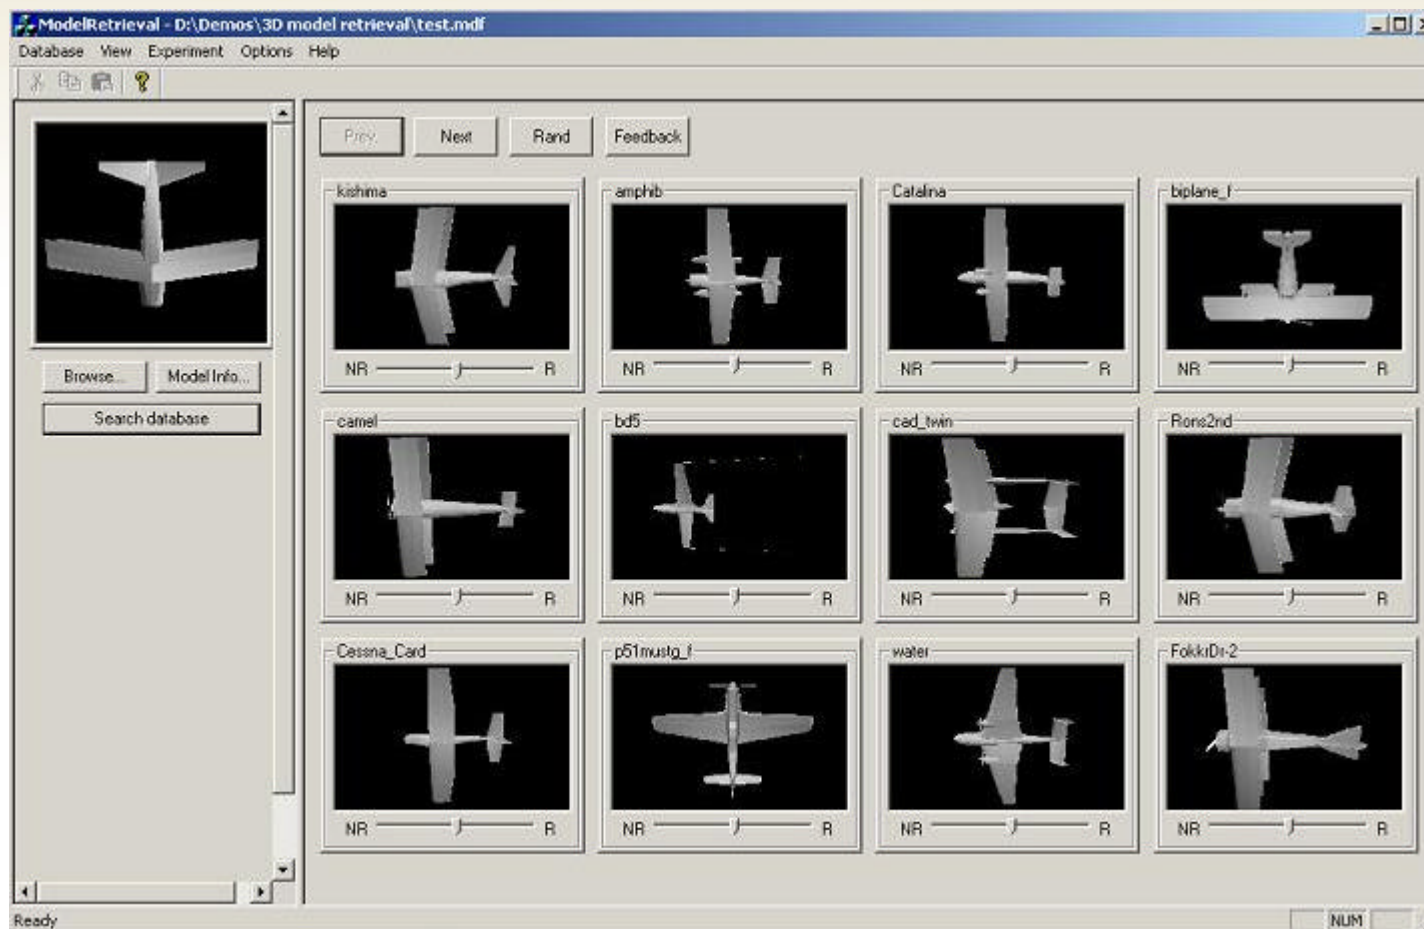 ModelRetrieval - D:\Demos\3D model retrieval\test.mdf
Database View Experiment Options Help
Prev Next Rand Feedback
Browse... Model Info...
Search database
kishima amphib Catalina biplane_f
NR R NR R NR R NR R
camel bd5 cad_twin Rons2nd
NR R NR R NR R NR R
Cessna_Card p51mustg_f water FokkrDr-2
NR R NR R NR R NR R
Ready NUM